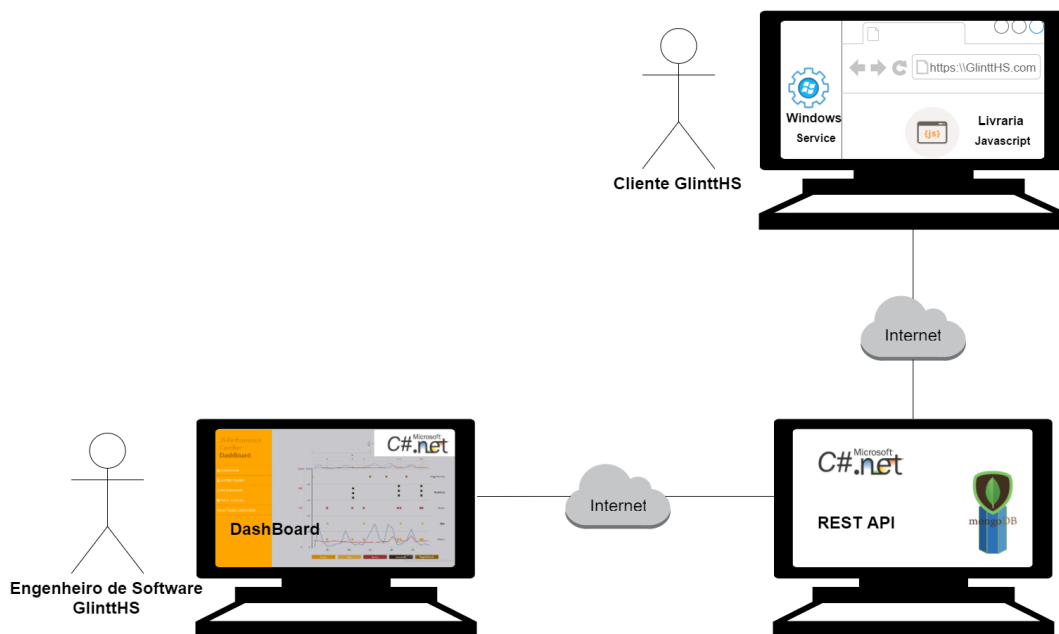 https:\\GlinttHS.com
Windows
Service
Livraria
Javascript
{js}
Cliente GlinttHS
Internet
DashBoard
Microsoft
C#.net
DashBoard
Internet
Microsoft
C#.net
REST API
mongoDB
Engenheiro de Software
GlinttHS